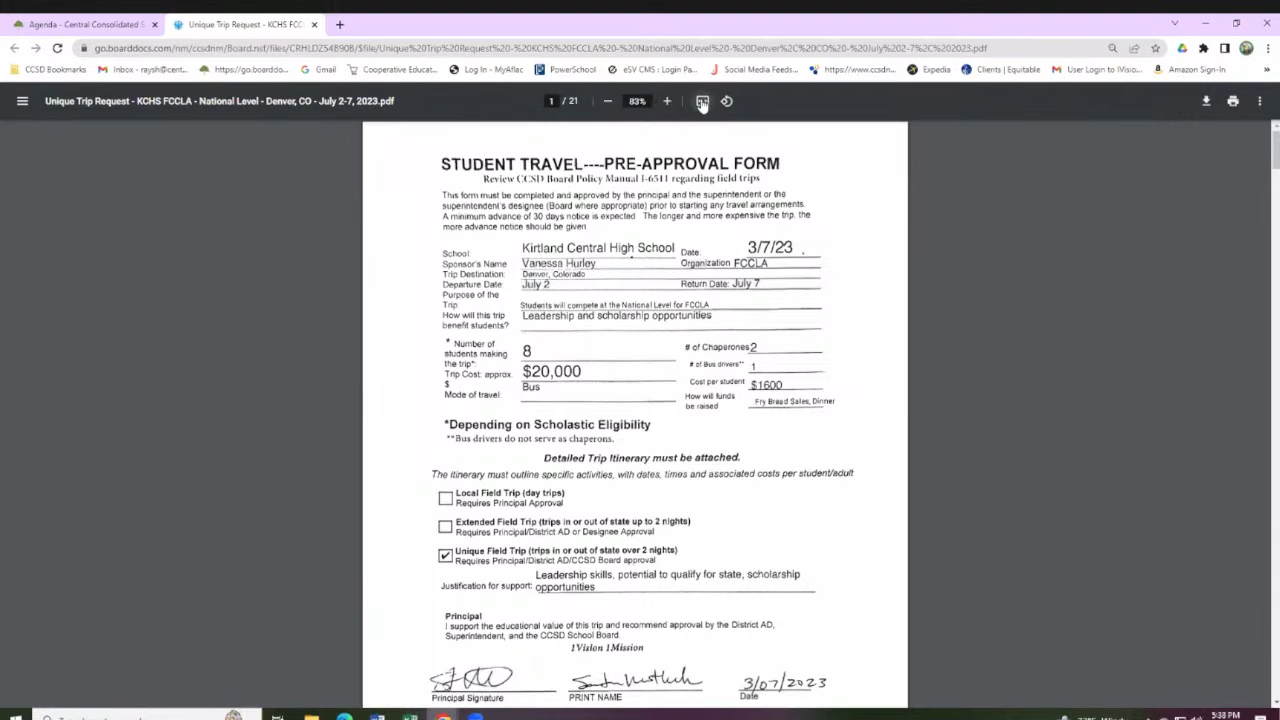 Agenda - Central Consolidated S
Unique Trip Request - KCHS FCC
go.boarddocs.com/nm/ccsdnm/Board.nsf/files/CRHLDZ54890B/$file/Unique%20Trip%20Request%20-%20KCHS%20FCCLA%20-%20National%20Level%20-%20Denver%2C%20CO%20-%20July%202-7%2C%202023.pdf
CCSD Bookmarks Inbox - raysh@cent... https://go.boarddo... Gmail Cooperative Educat... Log In - MyAflac PowerSchool eSV CMS : Login Pa... Social Media Feeds... https://www.ccsdn... Expedia Clients | Equitable User Login to iVisio... Amazon Sign-In »
Unique Trip Request - KCHS FCCLA - National Level - Denver, CO - July 2-7, 2023.pdf 1 / 21 83%
STUDENT TRAVEL----PRE-APPROVAL FORM
Review CCSD Board Policy Manual I-6511 regarding field trips
This form must be completed and approved by the principal and the superintendent or the
superintendent's designee (Board where appropriate) prior to starting any travel arrangements.
A minimum advance of 30 days notice is expected The longer and more expensive the trip, the
more advance notice should be given
School: Kirtland Central High School Date: 3/7/23
Sponsor's Name Vanessa Hurley Organization FCCLA
Trip Destination: Denver, Colorado
Departure Date July 2 Return Date: July 7
Purpose of the
Trip: Students will compete at the National Level for FCCLA
How will this trip Leadership and scholarship opportunities
benefit students?
* Number of
students making 8 # of Chaperones 2
the trip*: # of Bus drivers** 1
Trip Cost: approx. $20,000 Cost per student $1600
$
Mode of travel: Bus How will funds
be raised Fry Bread Sales, Dinner
*Depending on Scholastic Eligibility
**Bus drivers do not serve as chaperons.
Detailed Trip Itinerary must be attached.
The itinerary must outline specific activities, with dates, times and associated costs per student/adult
Local Field Trip (day trips)
Requires Principal Approval
Extended Field Trip (trips in or out of state up to 2 nights)
Requires Principal/District AD or Designee Approval
Unique Field Trip (trips in or out of state over 2 nights)
Requires Principal/District AD/CCSD Board approval
Justification for support: Leadership skills, potential to qualify for state, scholarship
opportunities
Principal
I support the educational value of this trip and recommend approval by the District AD,
Superintendent, and the CCSD School Board.
1Vision 1Mission
3/07/2023
Principal Signature PRINT NAME Date
5:38 PM